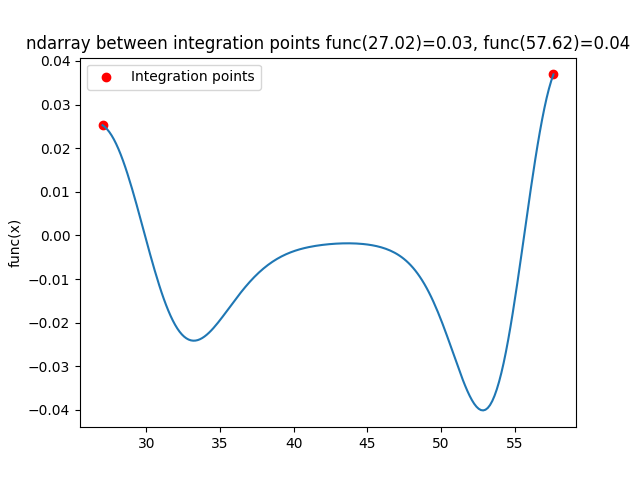 ndarray between integration points func(27.02)=0.03, func(57.62)=0.04
Integration points
func(x)
0.04
0.03
0.02
0.01
0.00
−0.01
−0.02
−0.03
−0.04
30 35 40 45 50 55